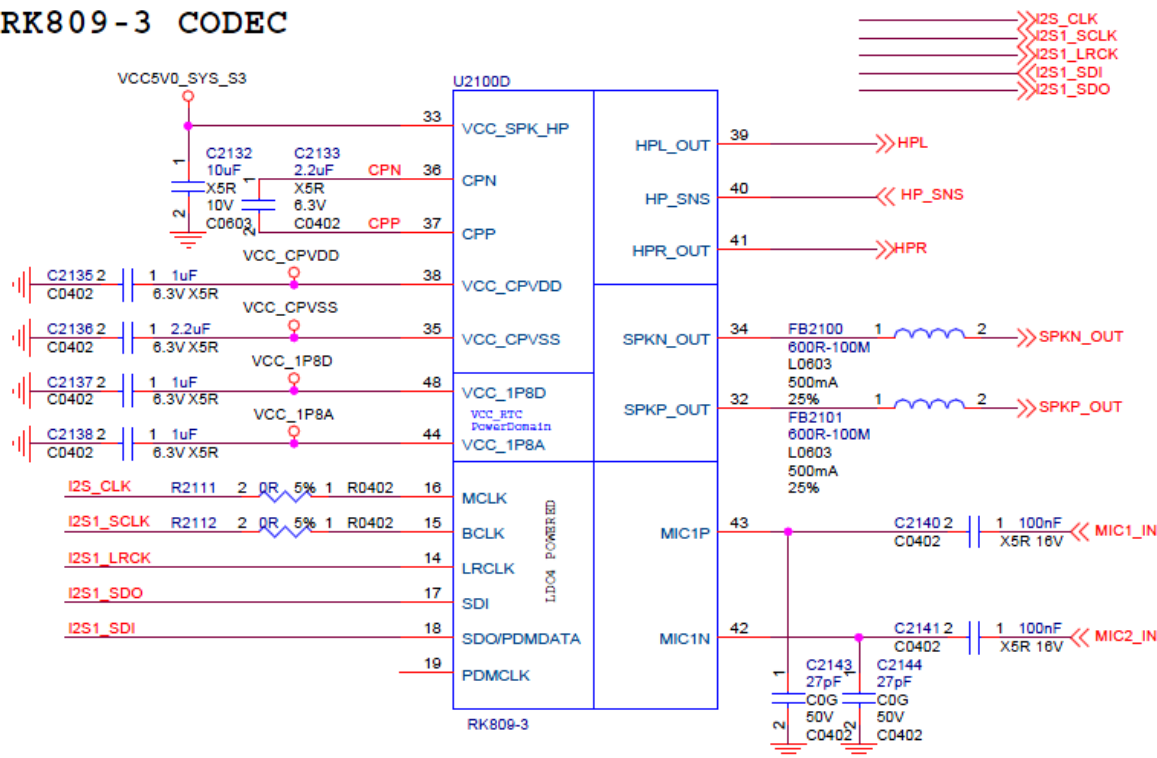 RK809-3 CODEC
I2S_CLK
I2S1_SCLK
I2S1_LRCK
I2S1_SDI
I2S1_SDO
VCC5V0_SYS_S3
U2100D
33 VCC_SPK_HP
C2132
10uF
X5R
10V
C0603
1
2
C2133
2.2uF
X5R
6.3V
C0402
1
2
CPN 36 CPN
CPP 37 CPP
VCC_CPVDD
C2135 2 1 1uF
C0402 6.3V X5R
38 VCC_CPVDD
VCC_CPVSS
C2136 2 1 2.2uF
C0402 6.3V X5R
35 VCC_CPVSS
VCC_1P8D
C2137 2 1 1uF
C0402 6.3V X5R
48 VCC_1P8D
VCC_RTC
PowerDomain
VCC_1P8A
C2138 2 1 1uF
C0402 6.3V X5R
44 VCC_1P8A
I2S_CLK R2111 2 0R 5% 1 R0402 16 MCLK
I2S1_SCLK R2112 2 0R 5% 1 R0402 15 BCLK
I2S1_LRCK 14 LRCLK
I2S1_SDO 17 SDI
I2S1_SDI 18 SDO/PDMDATA
19 PDMCLK
LDO4 POWERED
RK809-3
HPL_OUT 39 HPL
HP_SNS 40 HP_SNS
HPR_OUT 41 HPR
SPKN_OUT 34 FB2100 1 2 SPKN_OUT
600R-100M
L0603
500mA
25%
SPKP_OUT 32 1 2 SPKP_OUT
FB2101
600R-100M
L0603
500mA
25%
MIC1P 43 C2140 2 1 100nF MIC1_IN
C0402 X5R 16V
MIC1N 42 C2141 2 1 100nF MIC2_IN
C0402 X5R 16V
C2143
27pF
C0G
50V
C0402
1
2
C2144
27pF
C0G
50V
C0402
1
2